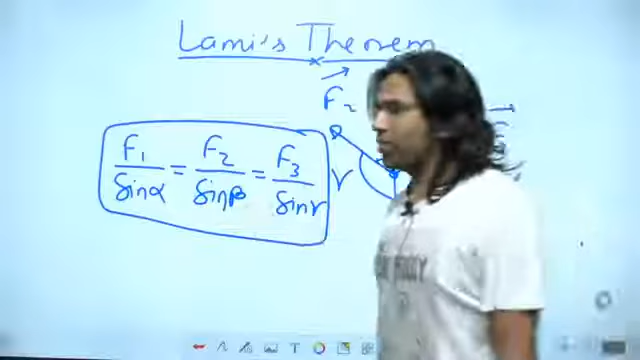 Lami's Theorem
F₂
F₁/sinα = F₂/sinβ = F₃/sinγ
γ
T